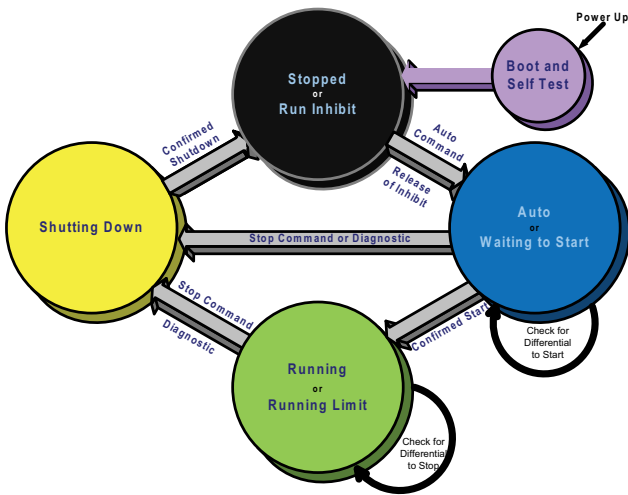 Power Up
Boot and
Self Test
Stopped
or
Run Inhibit
Confirmed
Shutdown
Auto
Command
Release
of Inhibit
Shutting Down
Auto
or
Waiting to Start
Stop Command or Diagnostic
Stop Command
Diagnostic
Confirmed Start
Check for
Differential
to Start
Running
or
Running Limit
Check for
Differential
to Stop